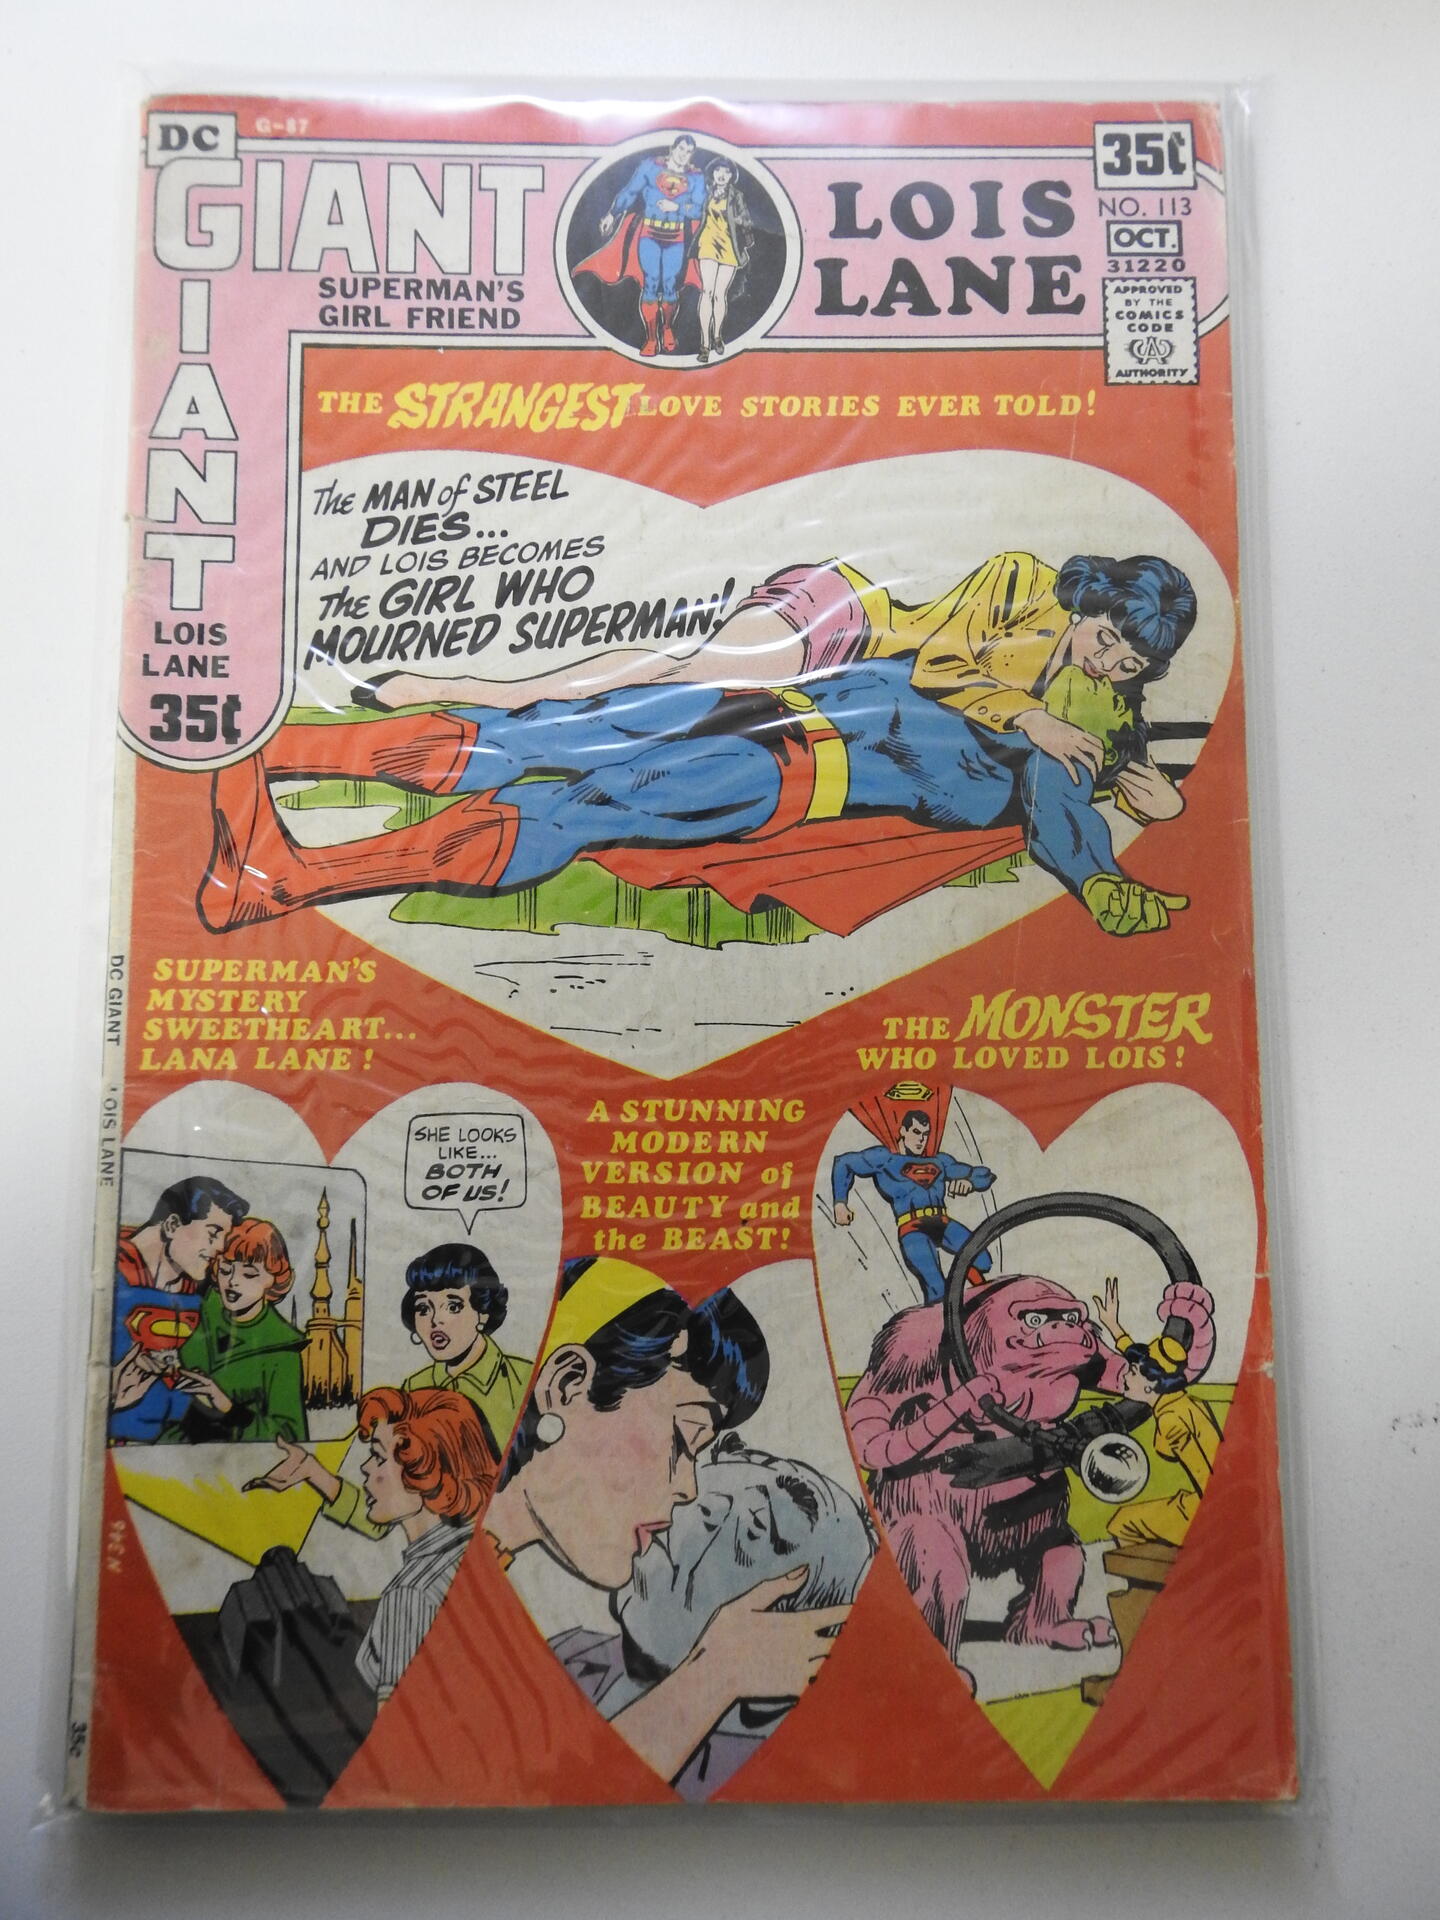 DC
G-87
GIANT
SUPERMAN'S
GIRL FRIEND
LOIS
LANE
35¢
NO. 113
OCT.
31220
APPROVED
BY THE
COMICS
CODE
CA
AUTHORITY
GIANT
LOIS
LANE
35¢
THE STRANGEST LOVE STORIES EVER TOLD!
The MAN of STEEL
DIES...
AND LOIS BECOMES
The GIRL WHO
MOURNED SUPERMAN!
SUPERMAN'S
MYSTERY
SWEETHEART...
LANA LANE!
THE MONSTER
WHO LOVED LOIS!
A STUNNING
MODERN
VERSION of
BEAUTY and
the BEAST!
SHE LOOKS
LIKE...
BOTH
OF US!
DC GIANT LOIS LANE 35¢
N 346